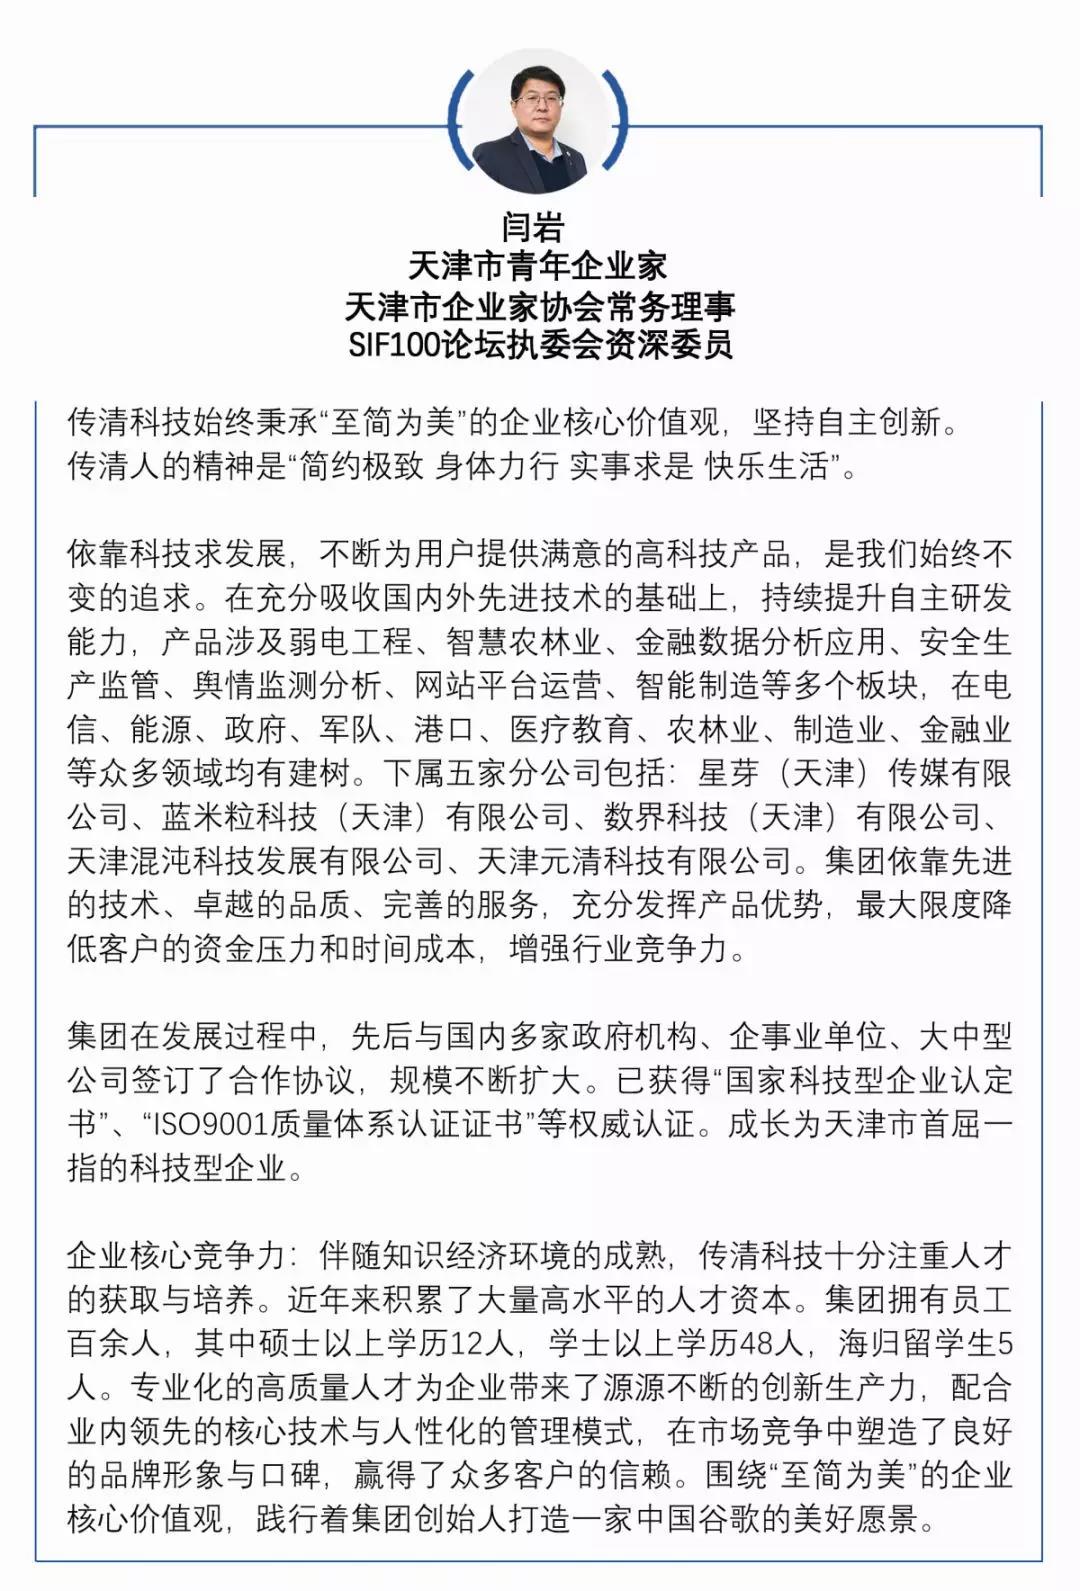 闫岩
天津市青年企业家
天津市企业家协会常务理事
SIF100论坛执委会资深委员
传清科技始终秉承“至简为美”的企业核心价值观，坚持自主创新。
传清人的精神是“简约极致 身体力行 实事求是 快乐生活”。
依靠科技求发展，不断为用户提供满意的高科技产品，是我们始终不
变的追求。在充分吸收国内外先进技术的基础上，持续提升自主研发
能力，产品涉及弱电工程、智慧农林业、金融数据分析应用、安全生
产监管、舆情监测分析、网站平台运营、智能制造等多个板块，在电
信、能源、政府、军队、港口、医疗教育、农林业、制造业、金融业
等众多领域均有建树。下属五家分公司包括：星芽（天津）传媒有限
公司、蓝米粒科技（天津）有限公司、数界科技（天津）有限公司、
天津混沌科技发展有限公司、天津元清科技有限公司。集团依靠先进
的技术、卓越的品质、完善的服务，充分发挥产品优势，最大限度降
低客户的资金压力和时间成本，增强行业竞争力。
集团在发展过程中，先后与国内多家政府机构、企事业单位、大中型
公司签订了合作协议，规模不断扩大。已获得“国家科技型企业认定
书”、“ISO9001质量体系认证证书”等权威认证。成长为天津市首屈一
指的科技型企业。
企业核心竞争力：伴随知识经济环境的成熟，传清科技十分注重人才
的获取与培养。近年来积累了大量高水平的人才资本。集团拥有员工
百余人，其中硕士以上学历12人，学士以上学历48人，海归留学生5
人。专业化的高质量人才为企业带来了源源不断的创新生产力，配合
业内领先的核心技术与人性化的管理模式，在市场竞争中塑造了良好
的品牌形象与口碑，赢得了众多客户的信赖。围绕“至简为美”的企业
核心价值观，践行着集团创始人打造一家中国谷歌的美好愿景。